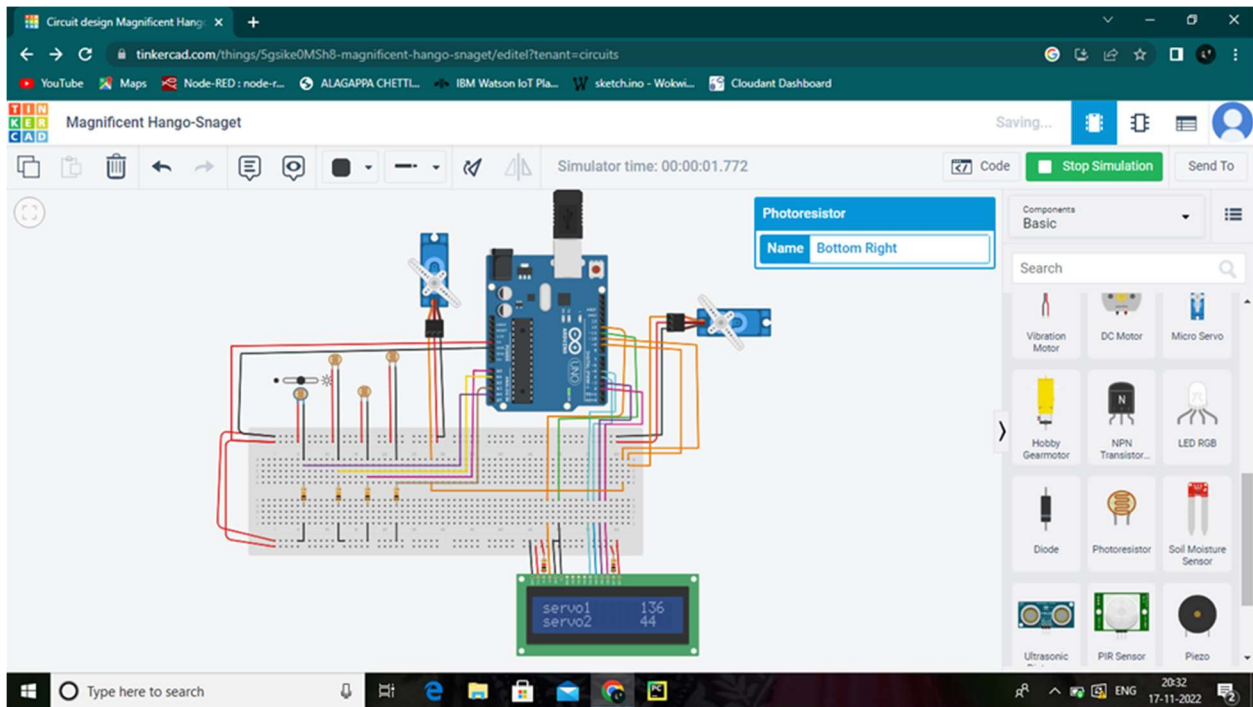 Circuit design Magnificent Hang
tinkercad.com/things/5gsike0MSh8-magnificent-hango-snaget/editel?tenant=circuits
YouTube
Maps
Node-RED : node-r...
ALAGAPPA CHETTI...
IBM Watson IoT Pla...
sketch.ino - Wokwi...
Cloudant Dashboard
TIN
KER
CAD
Magnificent Hango-Snaget
Saving...
Simulator time: 00:00:01.772
Code
Stop Simulation
Send To
Photoresistor
Name Bottom Right
Components
Basic
Search
Vibration
Motor
DC Motor
Micro Servo
Hobby
Gearmotor
NPN
Transistor...
LED RGB
Diode
Photoresistor
Soil Moisture
Sensor
Ultrasonic
PIR Sensor
Piezo
ARDUINO
UNO
servo1 136
servo2 44
Type here to search
ENG
20:32
17-11-2022
2